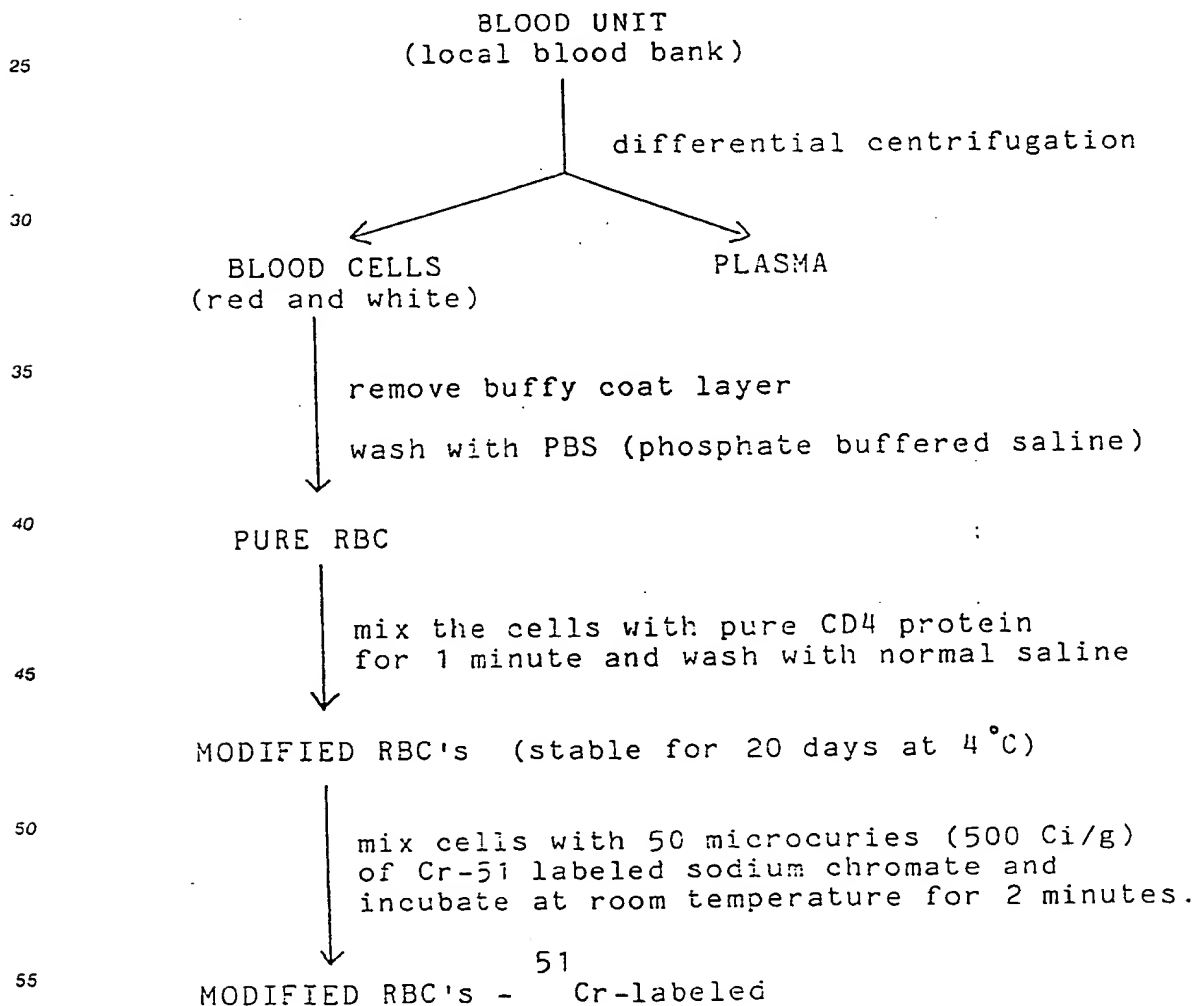 BLOOD UNIT
(local blood bank)
25
differential centrifugation
30
BLOOD CELLS PLASMA
(red and white)
35
remove buffy coat layer
wash with PBS (phosphate buffered saline)
40
PURE RBC
mix the cells with pure CD4 protein
for 1 minute and wash with normal saline
45
MODIFIED RBC's (stable for 20 days at 4°C)
50
mix cells with 50 microcuries (500 Ci/g)
of Cr-51 labeled sodium chromate and
incubate at room temperature for 2 minutes.
55
MODIFIED RBC's - 51Cr-labeled